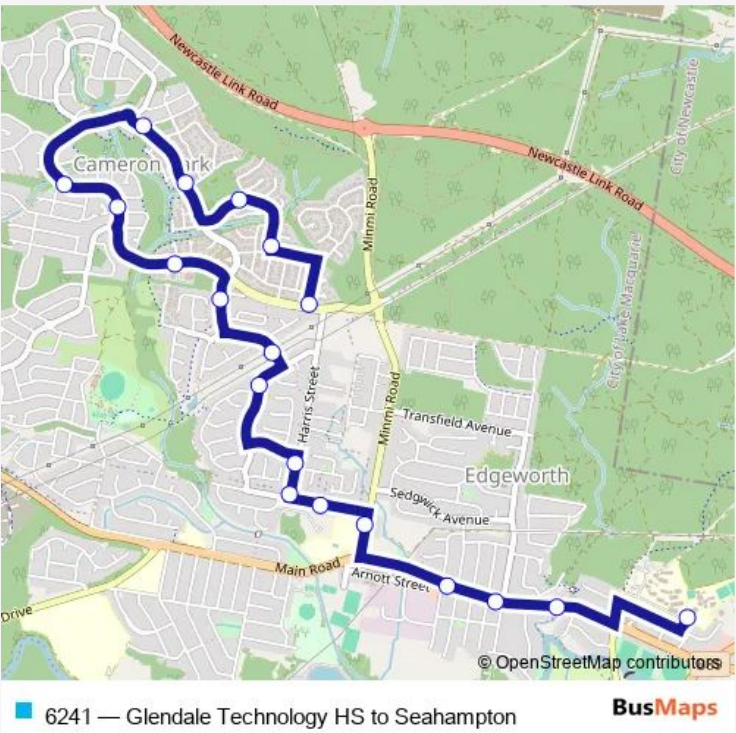 Newcastle Link Road
City of Newcastle
Cameron Park
Newcastle Link Road
Minmi Road
City of Lake Macquarie
Harris Street
Minmi Road
Transfield Avenue
Edgeworth
Sedgwick Avenue
Main Road
Arnott Street
Drive
© OpenStreetMap contributors
6241 — Glendale Technology HS to Seahampton
BusMaps